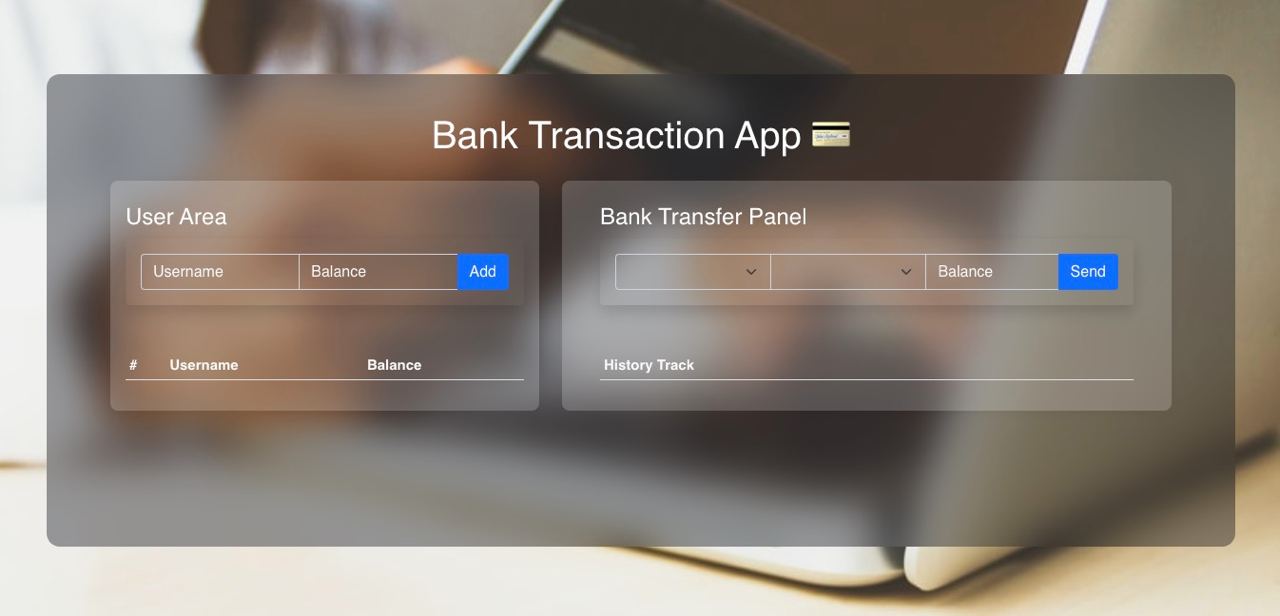 Bank Transaction App 💳
User Area
Username Balance Add
# Username Balance
Bank Transfer Panel
Balance Send
History Track